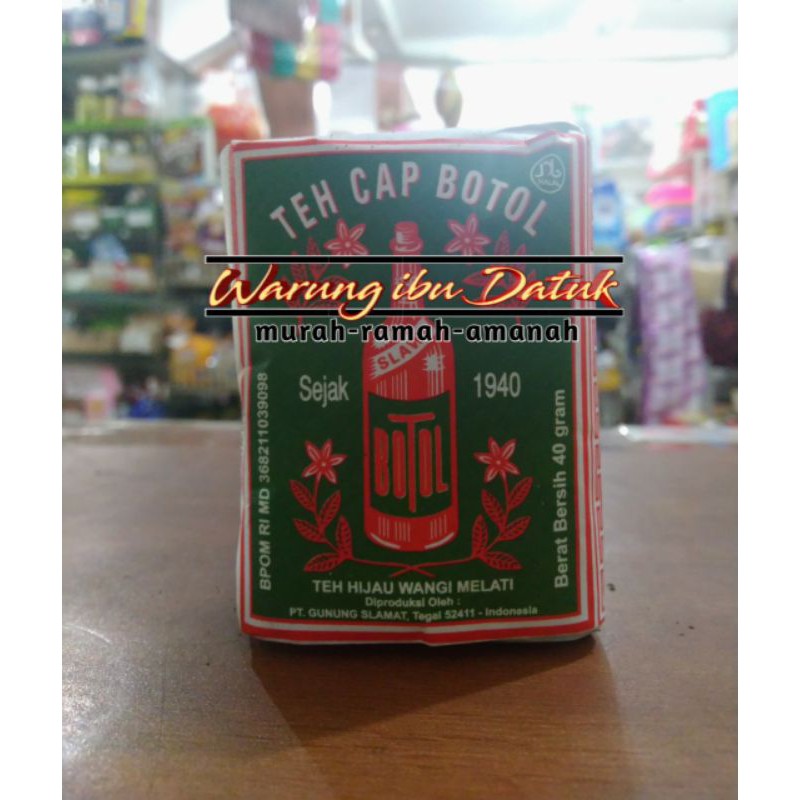 TEH CAP BOTOL
HALAL
Warung ibu Datuk
murah-ramah-amanah
Sejak 1940
BOTOL
BPOM RI MD 368211039098
Berat Bersih 40 gram
TEH HIJAU WANGI MELATI
Diproduksi Oleh :
PT. GUNUNG SLAMAT, Tegal 52411 - Indonesia